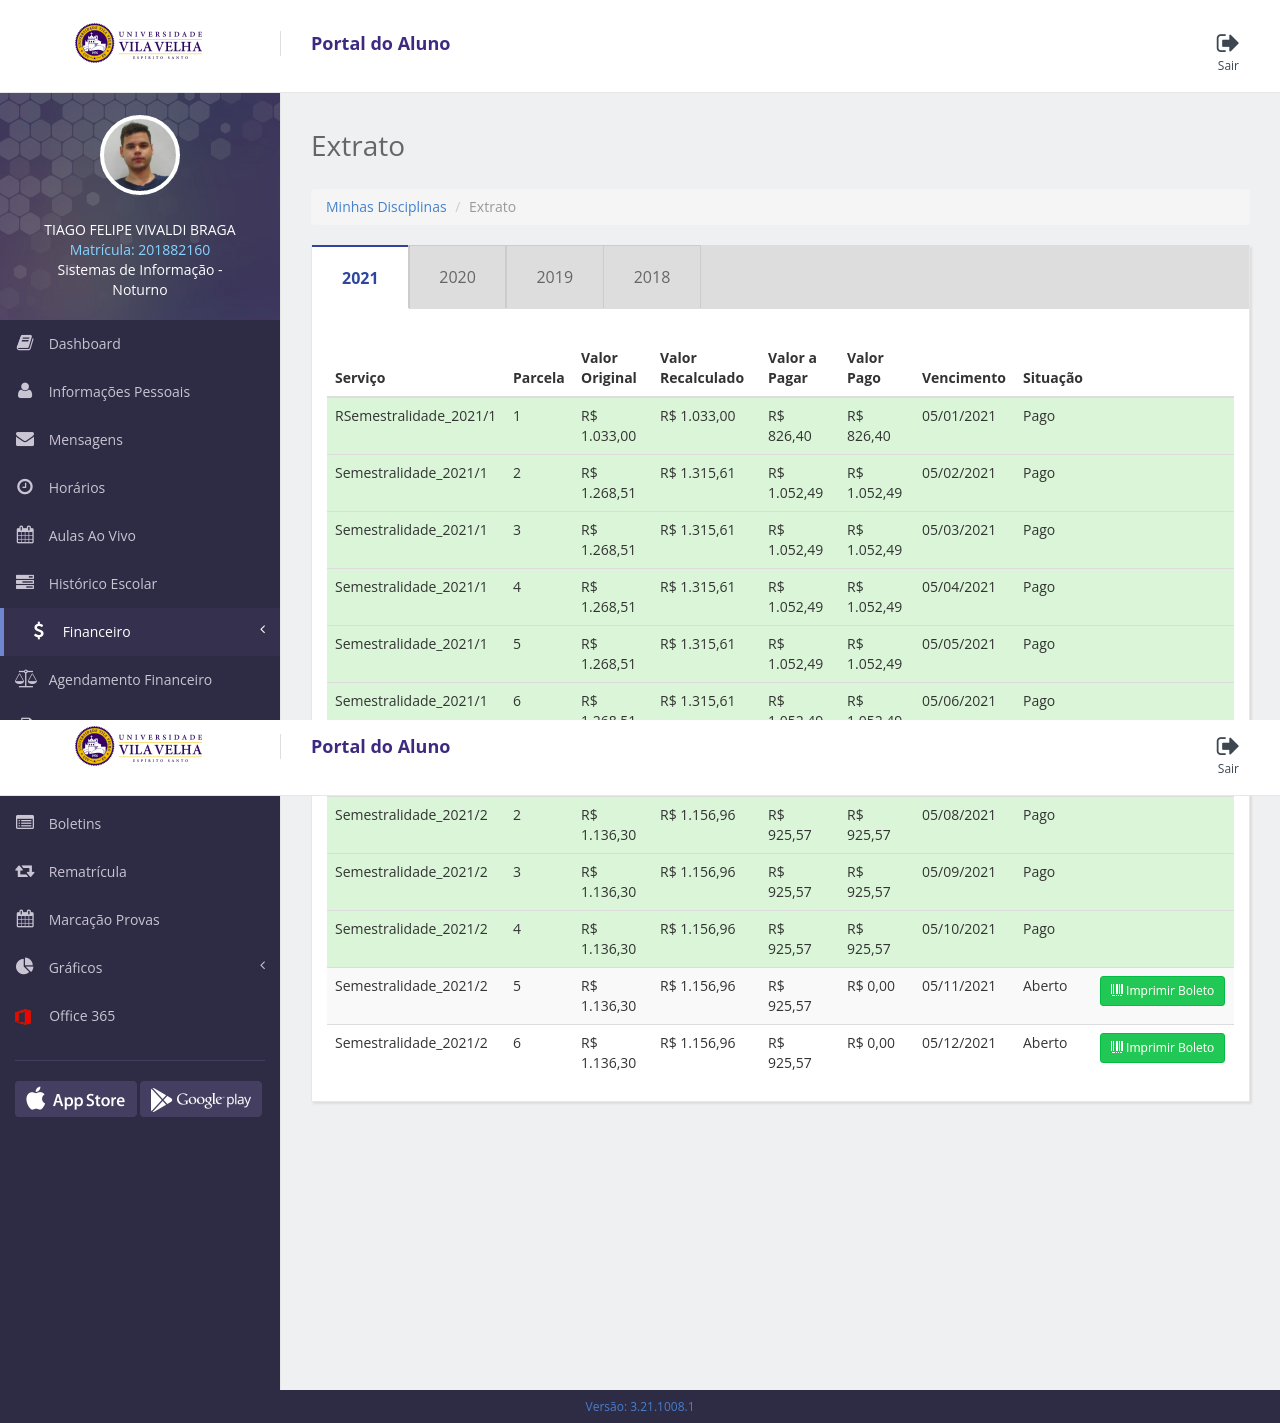 UNIVERSIDADE
VILA VELHA
ESPÍRITO SANTO
Portal do Aluno
Sair
TIAGO FELIPE VIVALDI BRAGA
Matrícula: 201882160
Sistemas de Informação -
Noturno
Dashboard
Informações Pessoais
Mensagens
Horários
Aulas Ao Vivo
Histórico Escolar
Financeiro
Agendamento Financeiro
Extrato
Minhas Disciplinas / Extrato
2021 2020 2019 2018
Serviço Parcela Valor Original Valor Recalculado Valor a Pagar Valor Pago Vencimento Situação
RSemestralidade_2021/1 1 R$ 1.033,00 R$ 1.033,00 R$ 826,40 R$ 826,40 05/01/2021 Pago
Semestralidade_2021/1 2 R$ 1.268,51 R$ 1.315,61 R$ 1.052,49 R$ 1.052,49 05/02/2021 Pago
Semestralidade_2021/1 3 R$ 1.268,51 R$ 1.315,61 R$ 1.052,49 R$ 1.052,49 05/03/2021 Pago
Semestralidade_2021/1 4 R$ 1.268,51 R$ 1.315,61 R$ 1.052,49 R$ 1.052,49 05/04/2021 Pago
Semestralidade_2021/1 5 R$ 1.268,51 R$ 1.315,61 R$ 1.052,49 R$ 1.052,49 05/05/2021 Pago
Semestralidade_2021/1 6 R$ 1.268,51 R$ 1.315,61 R$ 1.052,49 R$ 1.052,49 05/06/2021 Pago
UNIVERSIDADE
VILA VELHA
ESPÍRITO SANTO
Portal do Aluno
Sair
Boletins
Rematrícula
Marcação Provas
Gráficos
Office 365
App Store
Google play
Semestralidade_2021/2 2 R$ 1.136,30 R$ 1.156,96 R$ 925,57 R$ 925,57 05/08/2021 Pago
Semestralidade_2021/2 3 R$ 1.136,30 R$ 1.156,96 R$ 925,57 R$ 925,57 05/09/2021 Pago
Semestralidade_2021/2 4 R$ 1.136,30 R$ 1.156,96 R$ 925,57 R$ 925,57 05/10/2021 Pago
Semestralidade_2021/2 5 R$ 1.136,30 R$ 1.156,96 R$ 925,57 R$ 0,00 05/11/2021 Aberto Imprimir Boleto
Semestralidade_2021/2 6 R$ 1.136,30 R$ 1.156,96 R$ 925,57 R$ 0,00 05/12/2021 Aberto Imprimir Boleto
Versão: 3.21.1008.1